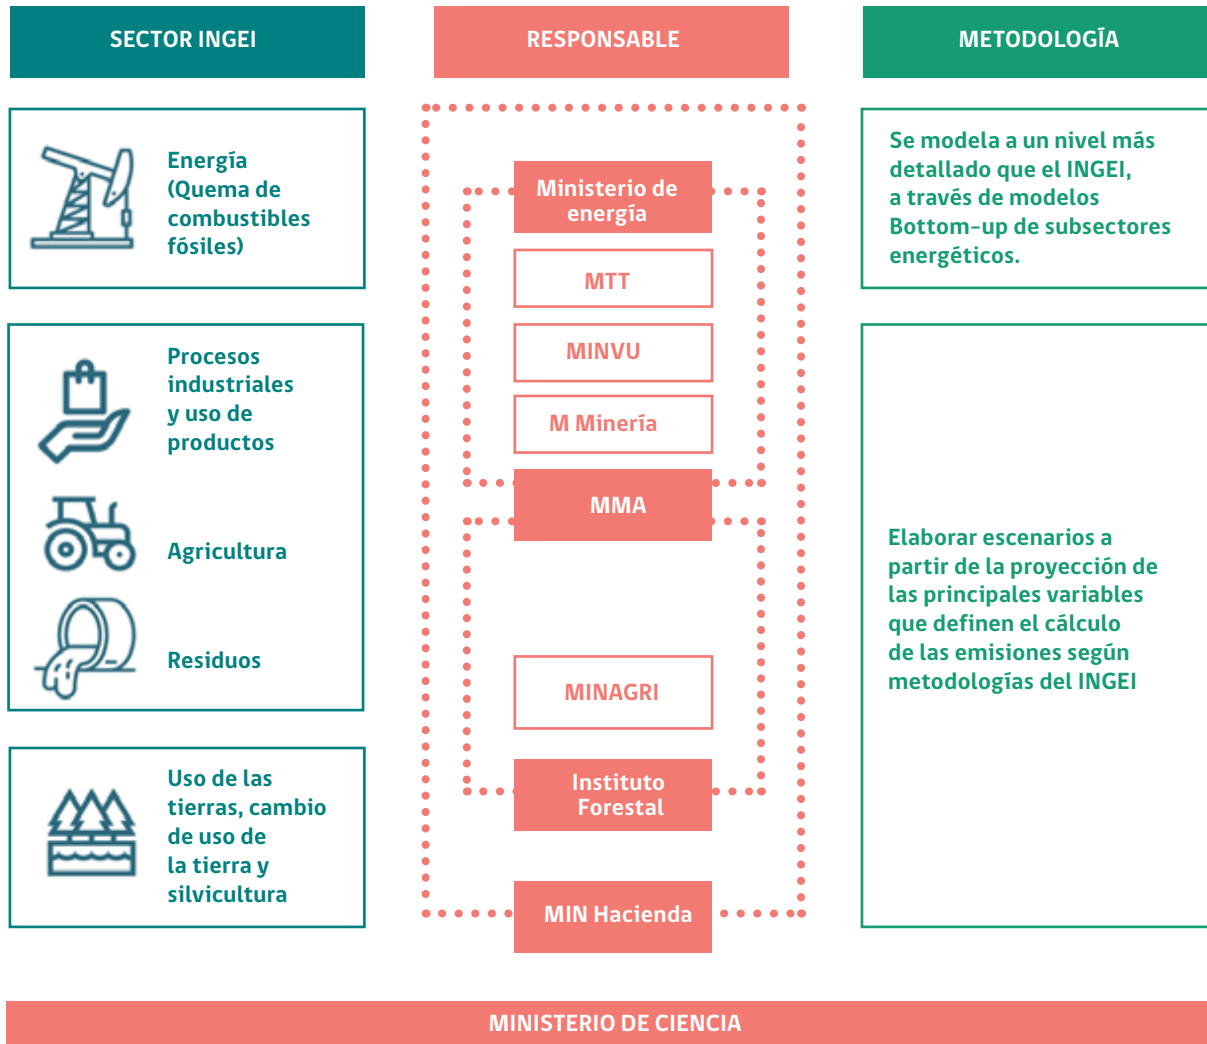 SECTOR INGEI
RESPONSABLE
METODOLOGÍA
Energía
(Quema de
combustibles
fósiles)
Procesos
industriales
y uso de
productos
Agricultura
Residuos
Uso de las
tierras, cambio
de uso de
la tierra y
silvicultura
Ministerio de
energía
MTT
MINVU
M Minería
MMA
MINAGRI
Instituto
Forestal
MIN Hacienda
Se modela a un nivel más
detallado que el INGEI,
a través de modelos
Bottom-up de subsectores
energéticos.
Elaborar escenarios a
partir de la proyección de
las principales variables
que definen el cálculo
de las emisiones según
metodologías del INGEI
MINISTERIO DE CIENCIA